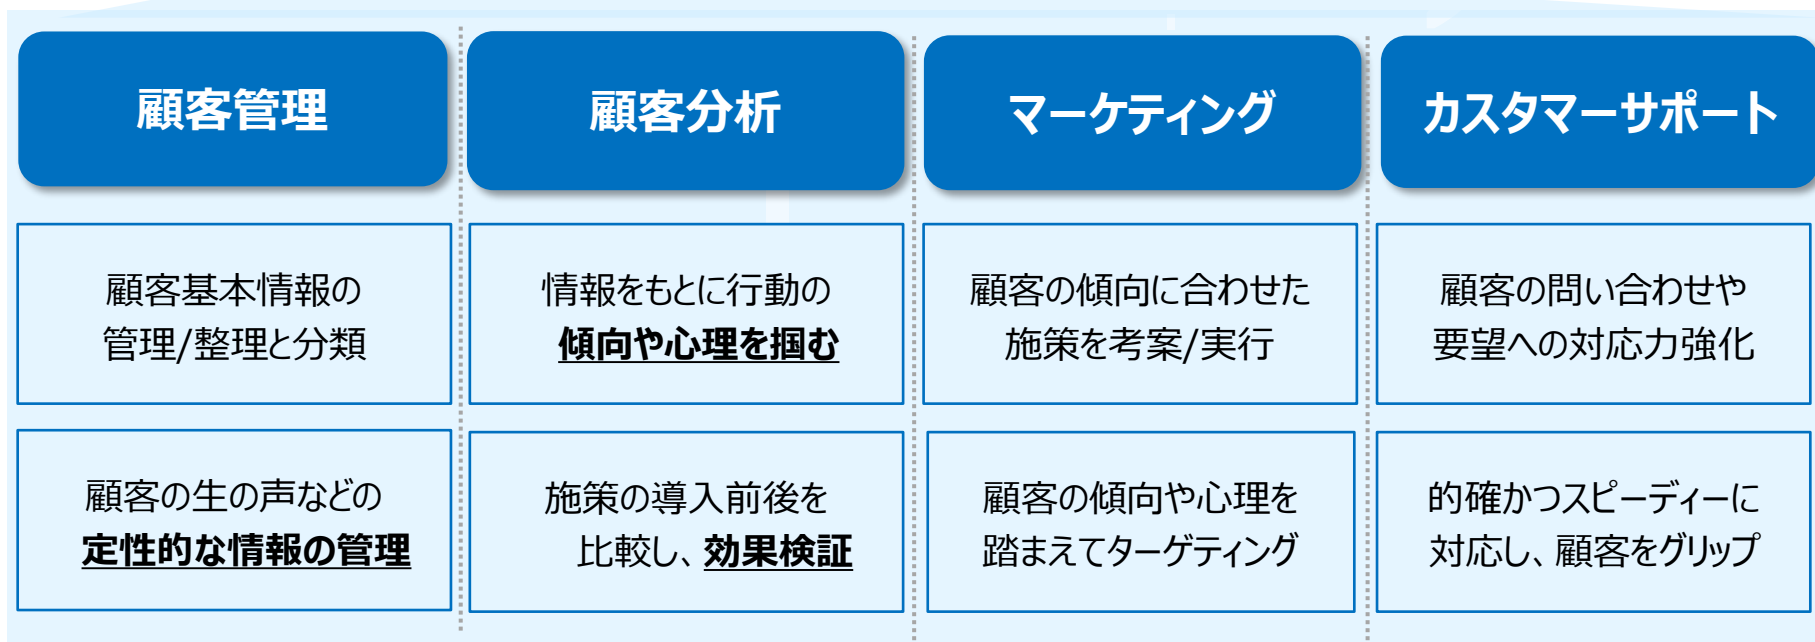 顧客管理
顧客分析
マーケティング
カスタマーサポート
顧客基本情報の
管理/整理と分類
情報をもとに行動の
傾向や心理を掴む
顧客の傾向に合わせた
施策を考案/実行
顧客の問い合わせや
要望への対応力強化
顧客の生の声などの
定性的な情報の管理
施策の導入前後を
比較し、効果検証
顧客の傾向や心理を
踏まえてターゲティング
的確かつスピーディーに
対応し、顧客をグリップ